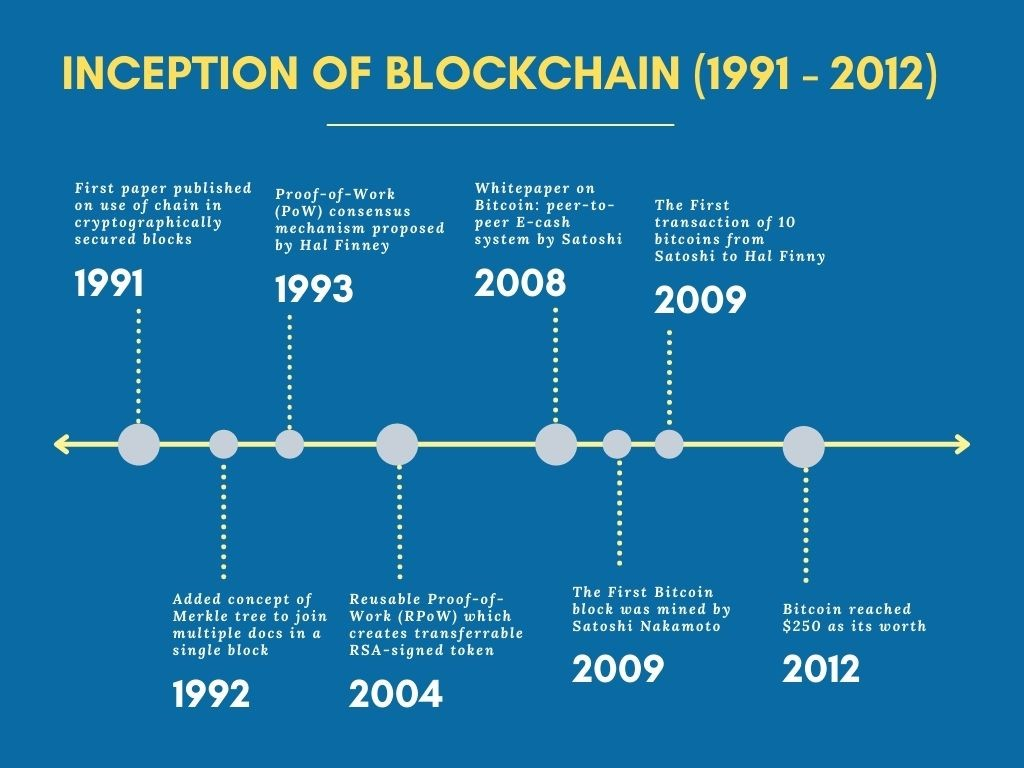 INCEPTION OF BLOCKCHAIN (1991 - 2012)
First paper published
on use of chain in
cryptographically
secured blocks
1991
Proof-of-Work
(PoW) consensus
mechanism proposed
by Hal Finney
1993
Whitepaper on
Bitcoin: peer-to-
peer E-cash
system by Satoshi
2008
The First
transaction of 10
bitcoins from
Satoshi to Hal Finny
2009
Added concept of
Merkle tree to join
multiple docs in a
single block
1992
Reusable Proof-of-
Work (RPoW) which
creates transferrable
RSA-signed token
2004
The First Bitcoin
block was mined by
Satoshi Nakamoto
2009
Bitcoin reached
$250 as its worth
2012